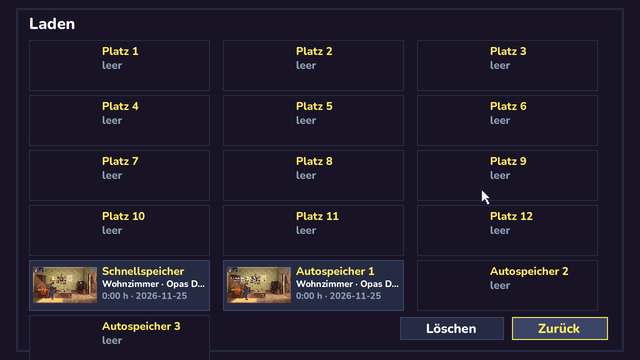 Laden
Platz 1
leer
Platz 2
leer
Platz 3
leer
Platz 4
leer
Platz 5
leer
Platz 6
leer
Platz 7
leer
Platz 8
leer
Platz 9
leer
Platz 10
leer
Platz 11
leer
Platz 12
leer
Schnellspeicher
Wohnzimmer · Opas D...
0:00 h · 2026-11-25
Autospeicher 1
Wohnzimmer · Opas D...
0:00 h · 2026-11-25
Autospeicher 2
leer
Autospeicher 3
leer
Löschen
Zurück